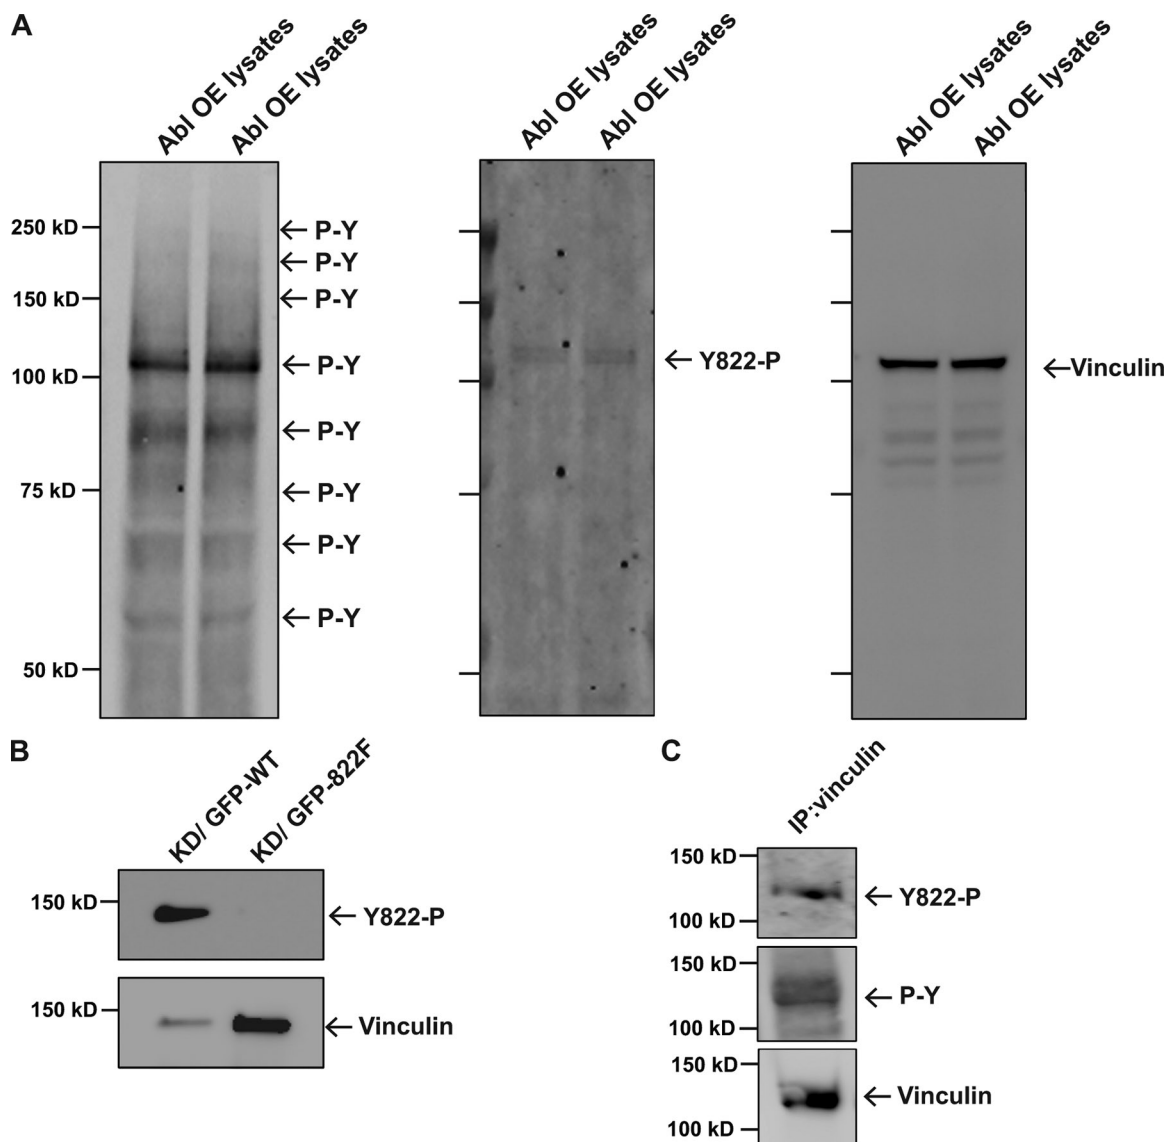 A
Abl OE lysates
Abl OE lysates
Abl OE lysates
Abl OE lysates
Abl OE lysates
Abl OE lysates
250 kD
150 kD
100 kD
75 kD
50 kD
←P-Y
←P-Y
←P-Y
←P-Y
←P-Y
←P-Y
←P-Y
←P-Y
←Y822-P
←Vinculin
B
KD/ GFP-WT
KD/ GFP-822F
150 kD
←Y822-P
150 kD
←Vinculin
C
IP:vinculin
150 kD
←Y822-P
100 kD
150 kD
←P-Y
100 kD
150 kD
←Vinculin
100 kD